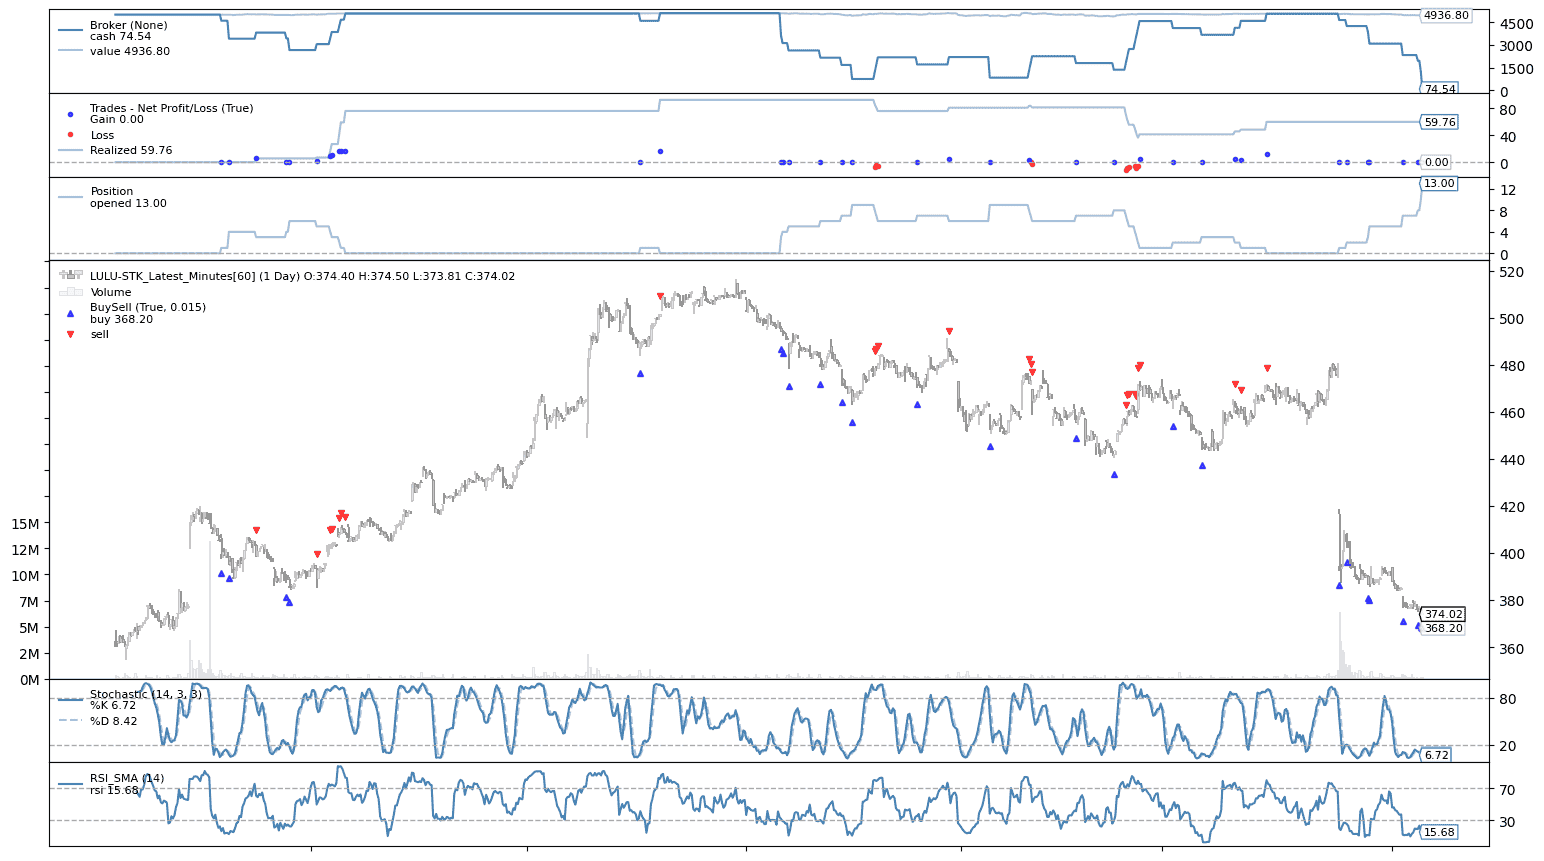 Broker (None)
cash 74.54
value 4936.80
4936.80
4500
3000
1500
0
74.54
Trades - Net Profit/Loss (True)
Gain 0.00
Loss
Realized 59.76
80
59.76
40
0.00
0
Position
opened 13.00
13.00
12
8
4
0
LULU-STK_Latest_Minutes[60] (1 Day) O:374.40 H:374.50 L:373.81 C:374.02
Volume
BuySell (True, 0.015)
buy 368.20
sell
520
500
480
460
440
420
400
380
374.02
368.20
360
15M
12M
10M
7M
5M
2M
0M
Stochastic (14, 3, 3)
%K 6.72
%D 8.42
80
20
6.72
RSI_SMA (14)
rsi 15.68
70
30
15.68